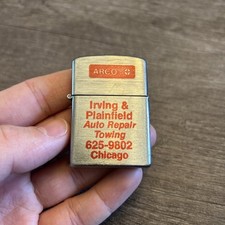 ARCO
Irving &
Plainfield
Auto Repair
Towing
625-9802
Chicago